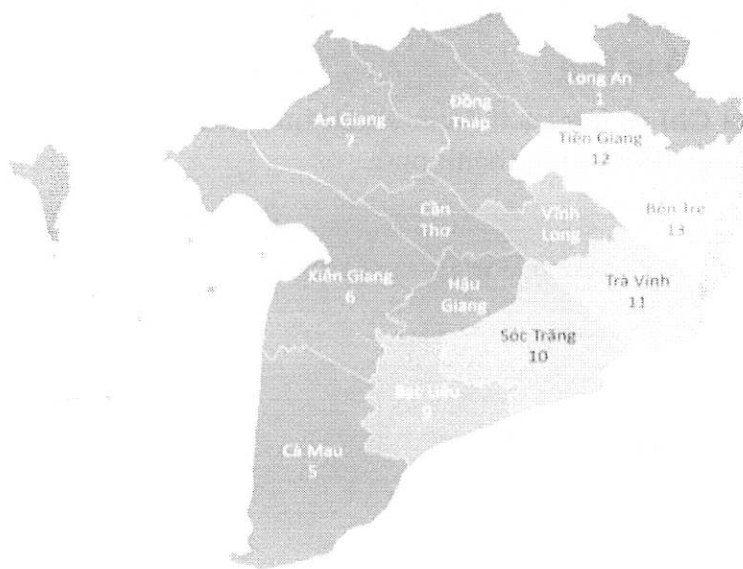 Long An
1
Đồng
Tháp
An Giang
7
Tiền Giang
12
Cần
Thơ
Vĩnh
Long
Bến Tre
13
Kiên Giang
6
Hậu
Giang
Trà Vinh
11
Sóc Trăng
10
Bạc Liêu
9
Cà Mau
5